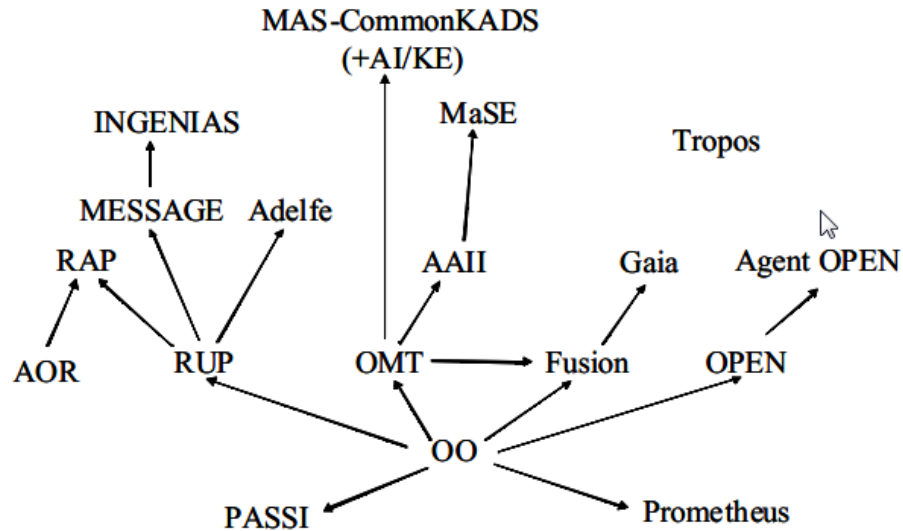 MAS-CommonKADS
(+AI/KE)
MaSE
INGENIAS
Tropos
MESSAGE Adelfe
RAP AAII Gaia Agent OPEN
AOR RUP OMT Fusion OPEN
OO
PASSI Prometheus